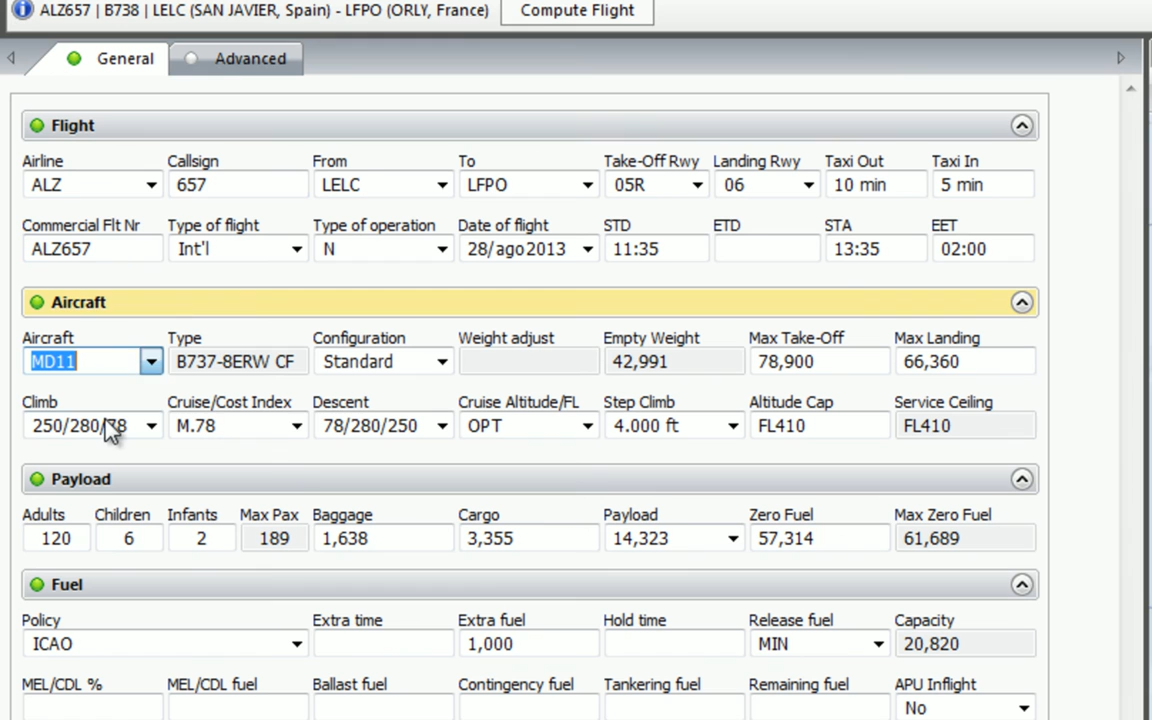 ALZ657 | B738 | LELC (SAN JAVIER, Spain) - LFPO (ORLY, France) Compute Flight
General Advanced
Flight
Airline Callsign From To Take-Off Rwy Landing Rwy Taxi Out Taxi In
ALZ 657 LELC LFPO 05R 06 10 min 5 min
Commercial Flt Nr Type of flight Type of operation Date of flight STD ETD STA EET
ALZ657 Int'l N 28/ago2013 11:35 13:35 02:00
Aircraft
Aircraft Type Configuration Weight adjust Empty Weight Max Take-Off Max Landing
MD11 B737-8ERW CF Standard 42,991 78,900 66,360
Climb Cruise/Cost Index Descent Cruise Altitude/FL Step Climb Altitude Cap Service Ceiling
250/280/78 M.78 78/280/250 OPT 4.000 ft FL410 FL410
Payload
Adults Children Infants Max Pax Baggage Cargo Payload Zero Fuel Max Zero Fuel
120 6 2 189 1,638 3,355 14,323 57,314 61,689
Fuel
Policy Extra time Extra fuel Hold time Release fuel Capacity
ICAO 1,000 MIN 20,820
MEL/CDL % MEL/CDL fuel Ballast fuel Contingency fuel Tankering fuel Remaining fuel APU Inflight
No